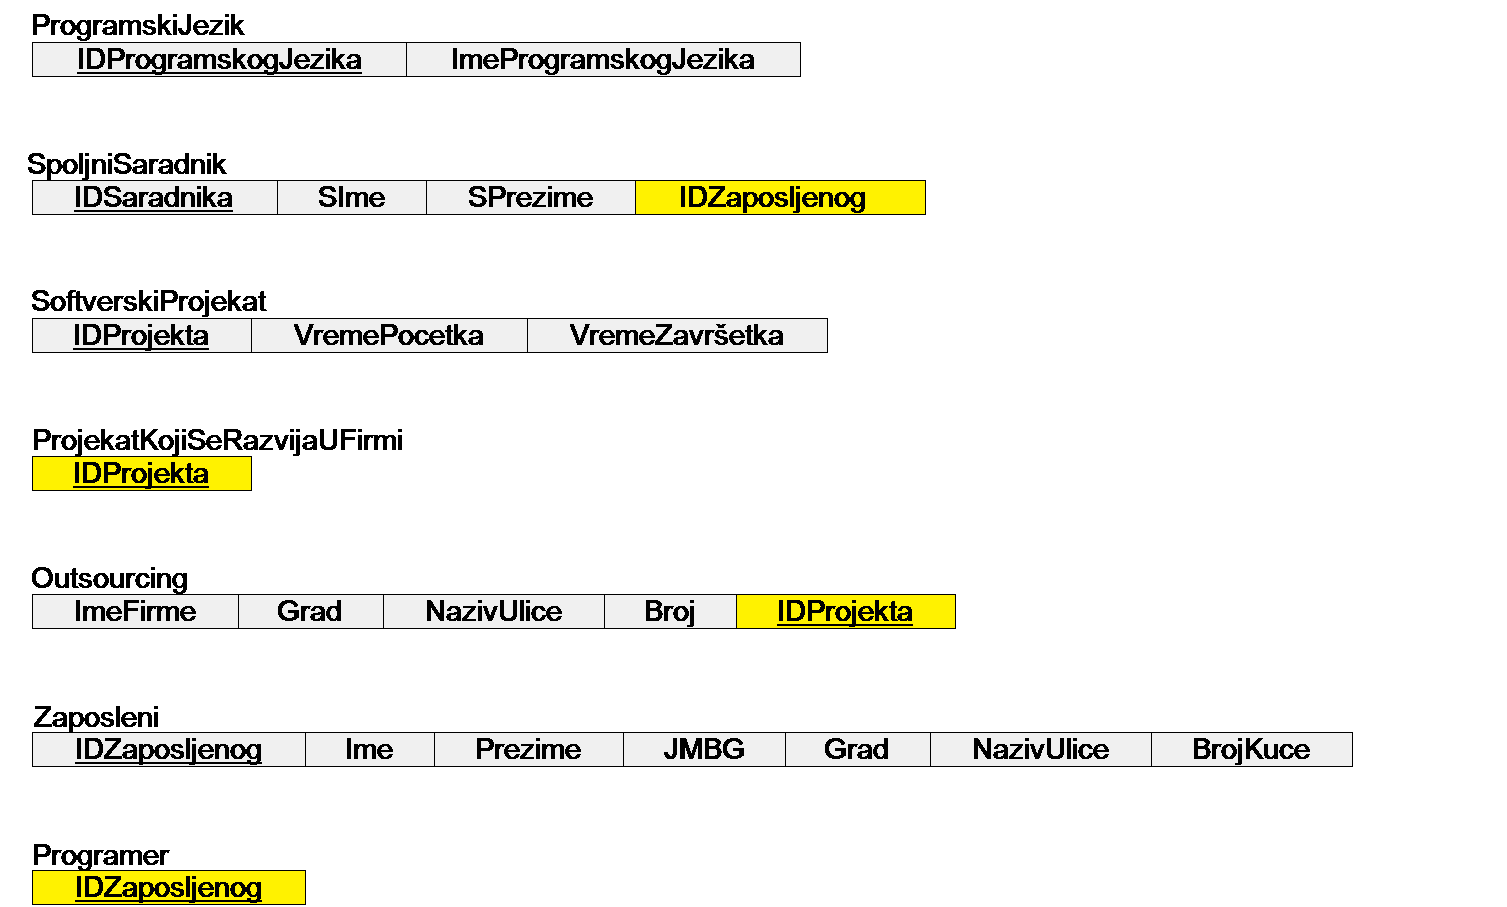 ProgramskiJezik
IDProgramskogJezika ImeProgramskogJezika
SpoljniSaradnik
IDSaradnika SIme SPrezime IDZaposljenog
SoftverskiProjekat
IDProjekta VremePocetka VremeZavršetka
ProjekatKojiSeRazvijaUFirmi
IDProjekta
Outsourcing
ImeFirme Grad NazivUlice Broj IDProjekta
Zaposleni
IDZaposljenog Ime Prezime JMBG Grad NazivUlice BrojKuce
Programer
IDZaposljenog